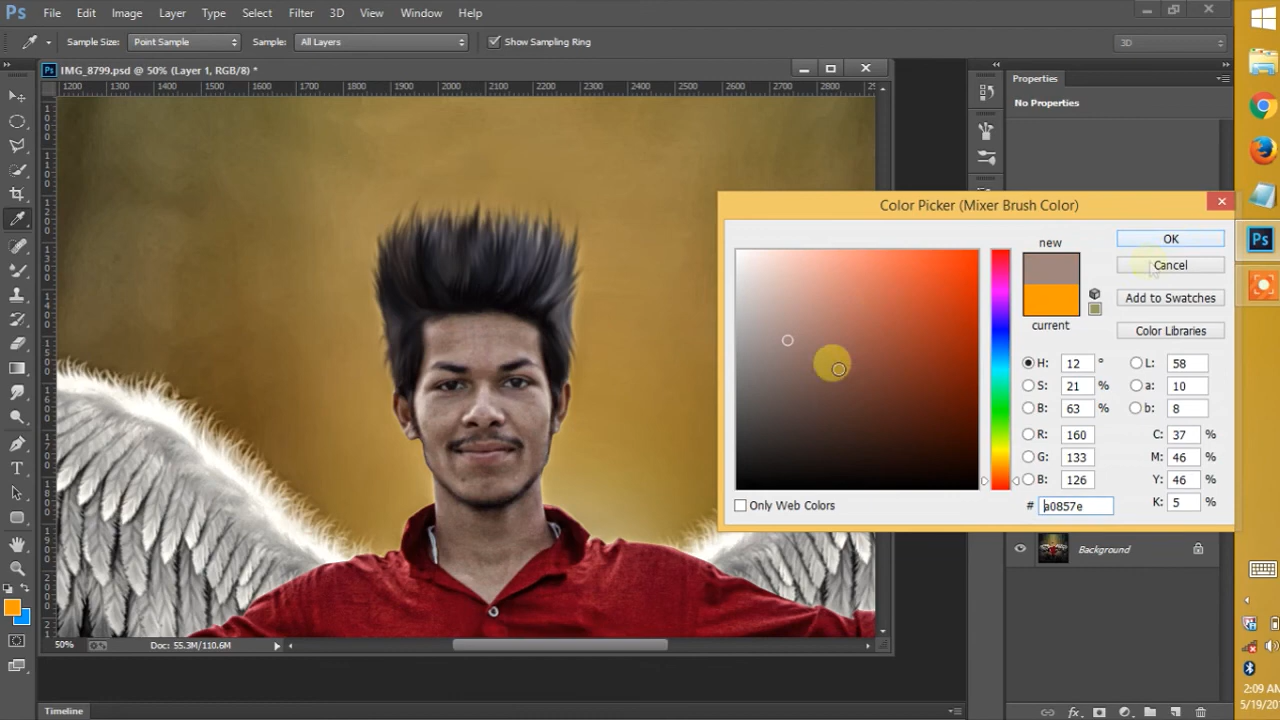 Ps File Edit Image Layer Type Select Filter 3D View Window Help
Sample Size: Point Sample Sample: All Layers Show Sampling Ring 3D
Ps IMG_8799.psd @ 50% (Layer 1, RGB/8) *
1200 1300 1400 1500 1600 1700 1800 1900 2000 2100 2200 2300 2400 2500 2600 2700 2800
Properties
No Properties
Color Picker (Mixer Brush Color)
new
current
OK
Cancel
Add to Swatches
Color Libraries
H: 12 ° L: 58
S: 21 % a: 10
B: 63 % b: 8
R: 160 C: 37 %
G: 133 M: 46 %
B: 126 Y: 46 %
# a0857e K: 5 %
Only Web Colors
Background
Ps
T
50% Doc: 55.3M/110.6M
Timeline
fx
2:09 AM